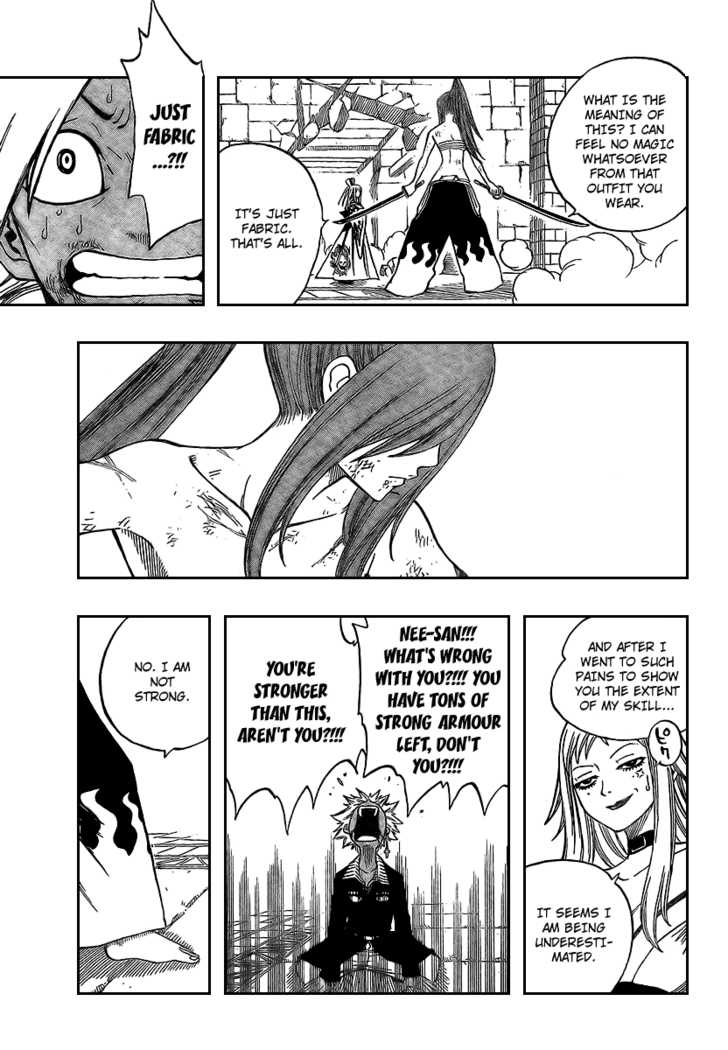 WHAT IS THE
MEANING OF
THIS? I CAN
FEEL NO MAGIC
WHATSOEVER
FROM THAT
OUTFIT YOU
WEAR.
IT'S JUST
FABRIC.
THAT'S ALL.
JUST
FABRIC
...?!!
AND AFTER I
WENT TO SUCH
PAINS TO SHOW
YOU THE EXTENT
OF MY SKILL...
ピク
IT SEEMS I
AM BEING
UNDERESTI-
MATED.
NEE-SAN!!!
WHAT'S WRONG
WITH YOU?!!! YOU
HAVE TONS OF
STRONG ARMOUR
LEFT, DON'T
YOU?!!!
YOU'RE
STRONGER
THAN THIS,
AREN'T YOU?!!!
NO. I AM
NOT
STRONG.